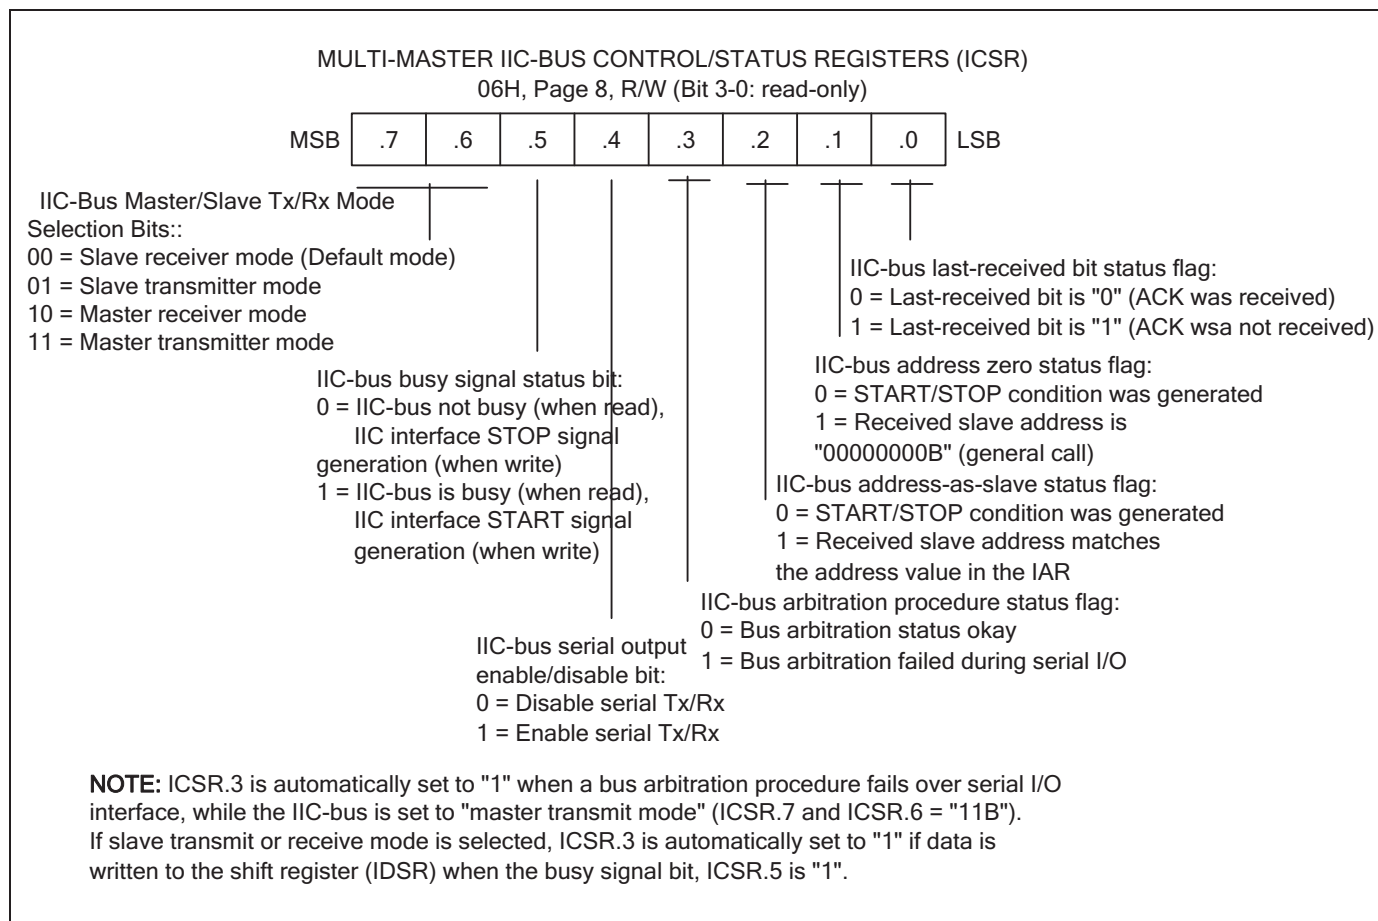 MULTI-MASTER IIC-BUS CONTROL/STATUS REGISTERS (ICSR)
06H, Page 8, R/W (Bit 3-0: read-only)
MSB .7 .6 .5 .4 .3 .2 .1 .0 LSB
IIC-Bus Master/Slave Tx/Rx Mode
Selection Bits::
00 = Slave receiver mode (Default mode)
01 = Slave transmitter mode
10 = Master receiver mode
11 = Master transmitter mode
IIC-bus last-received bit status flag:
0 = Last-received bit is "0" (ACK was received)
1 = Last-received bit is "1" (ACK wsa not received)
IIC-bus address zero status flag:
0 = START/STOP condition was generated
1 = Received slave address is
"00000000B" (general call)
IIC-bus busy signal status bit:
0 = IIC-bus not busy (when read),
IIC interface STOP signal
generation (when write)
1 = IIC-bus is busy (when read),
IIC interface START signal
generation (when write)
IIC-bus address-as-slave status flag:
0 = START/STOP condition was generated
1 = Received slave address matches
the address value in the IAR
IIC-bus arbitration procedure status flag:
0 = Bus arbitration status okay
1 = Bus arbitration failed during serial I/O
IIC-bus serial output
enable/disable bit:
0 = Disable serial Tx/Rx
1 = Enable serial Tx/Rx
NOTE: ICSR.3 is automatically set to "1" when a bus arbitration procedure fails over serial I/O
interface, while the IIC-bus is set to "master transmit mode" (ICSR.7 and ICSR.6 = "11B").
If slave transmit or receive mode is selected, ICSR.3 is automatically set to "1" if data is
written to the shift register (IDSR) when the busy signal bit, ICSR.5 is "1".